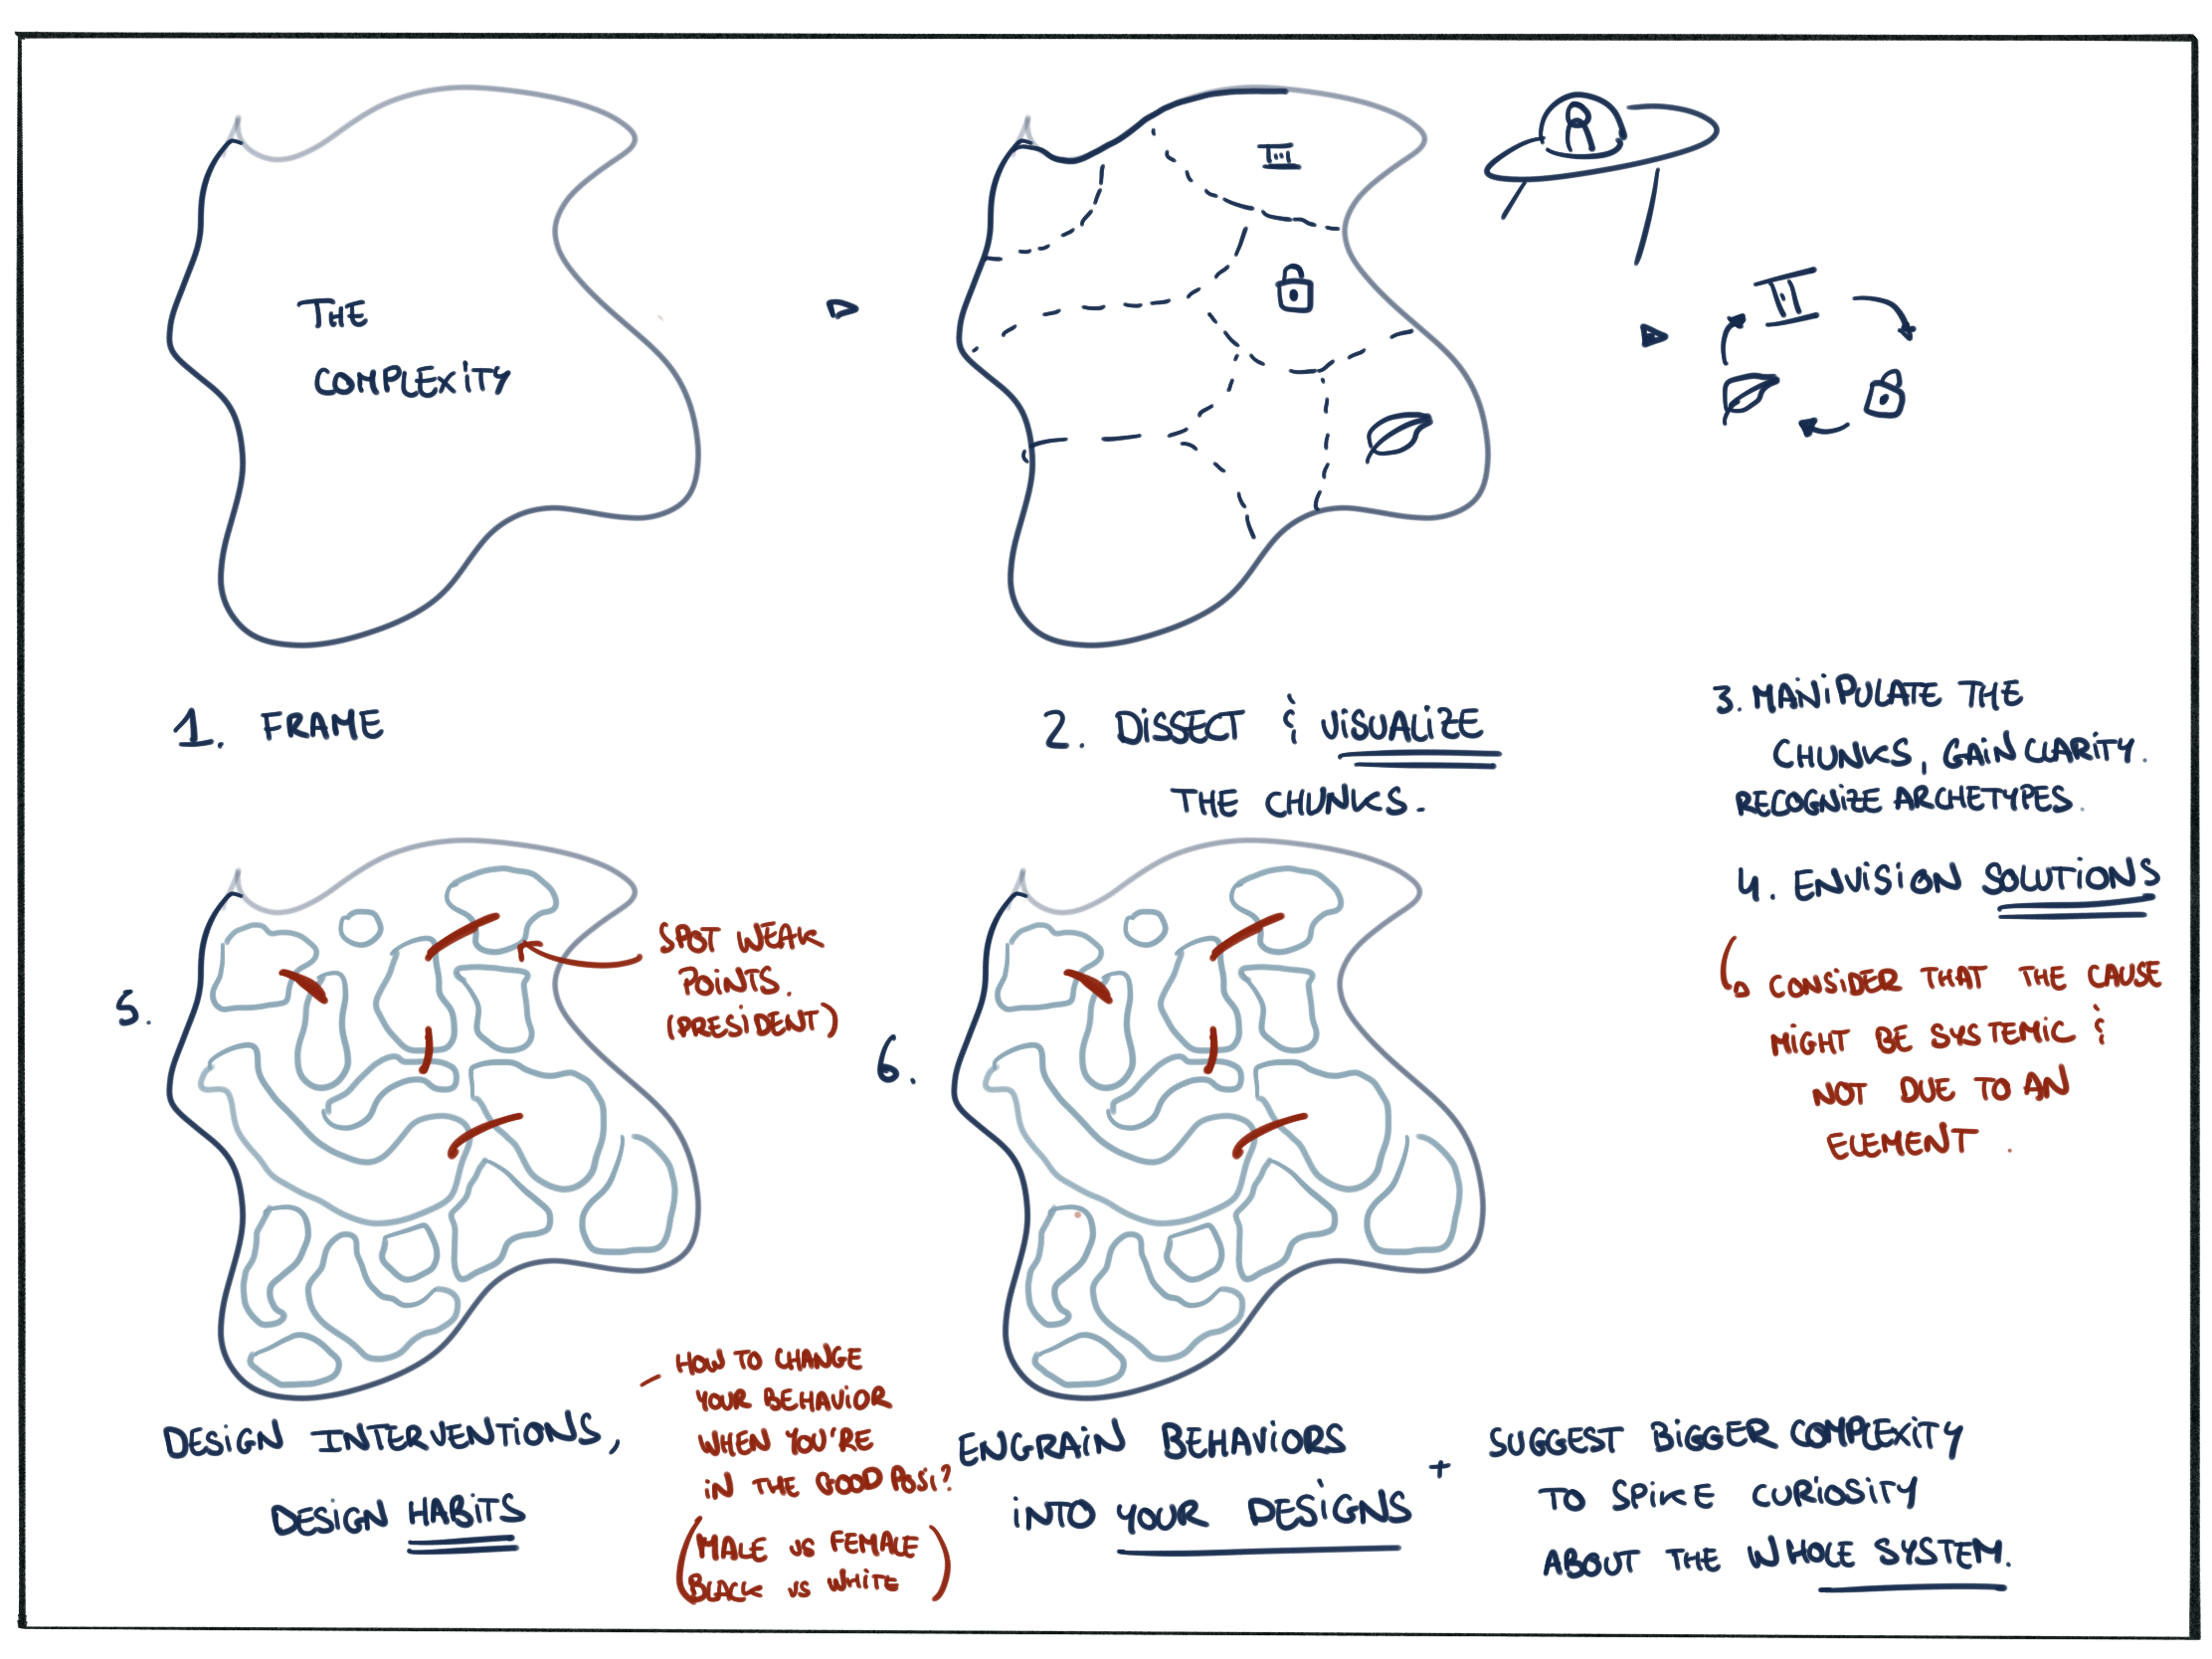 THE
COMPLEXITY
1. FRAME
2. DISSECT & VISUALIZE
THE CHUNKS.
3. MANIPULATE THE
CHUNKS, GAIN CLARITY.
RECOGNIZE ARCHETYPES.
4. ENVISION SOLUTIONS
CONSIDER THAT THE CAUSE
MIGHT BE SYSTEMIC &
NOT DUE TO AN
ELEMENT.
5.
SPOT WEAK
POINTS.
(PRESIDENT)
DESIGN INTERVENTIONS,
DESIGN HABITS
- HOW TO CHANGE
YOUR BEHAVIOR
WHEN YOU'RE
IN THE GOOD POSI?
(MALE VS FEMALE
BLACK VS WHITE)
6.
ENGRAIN BEHAVIORS
INTO YOUR DESIGNS
+ SUGGEST BIGGER COMPLEXITY
TO SPIKE CURIOSITY
ABOUT THE WHOLE SYSTEM.